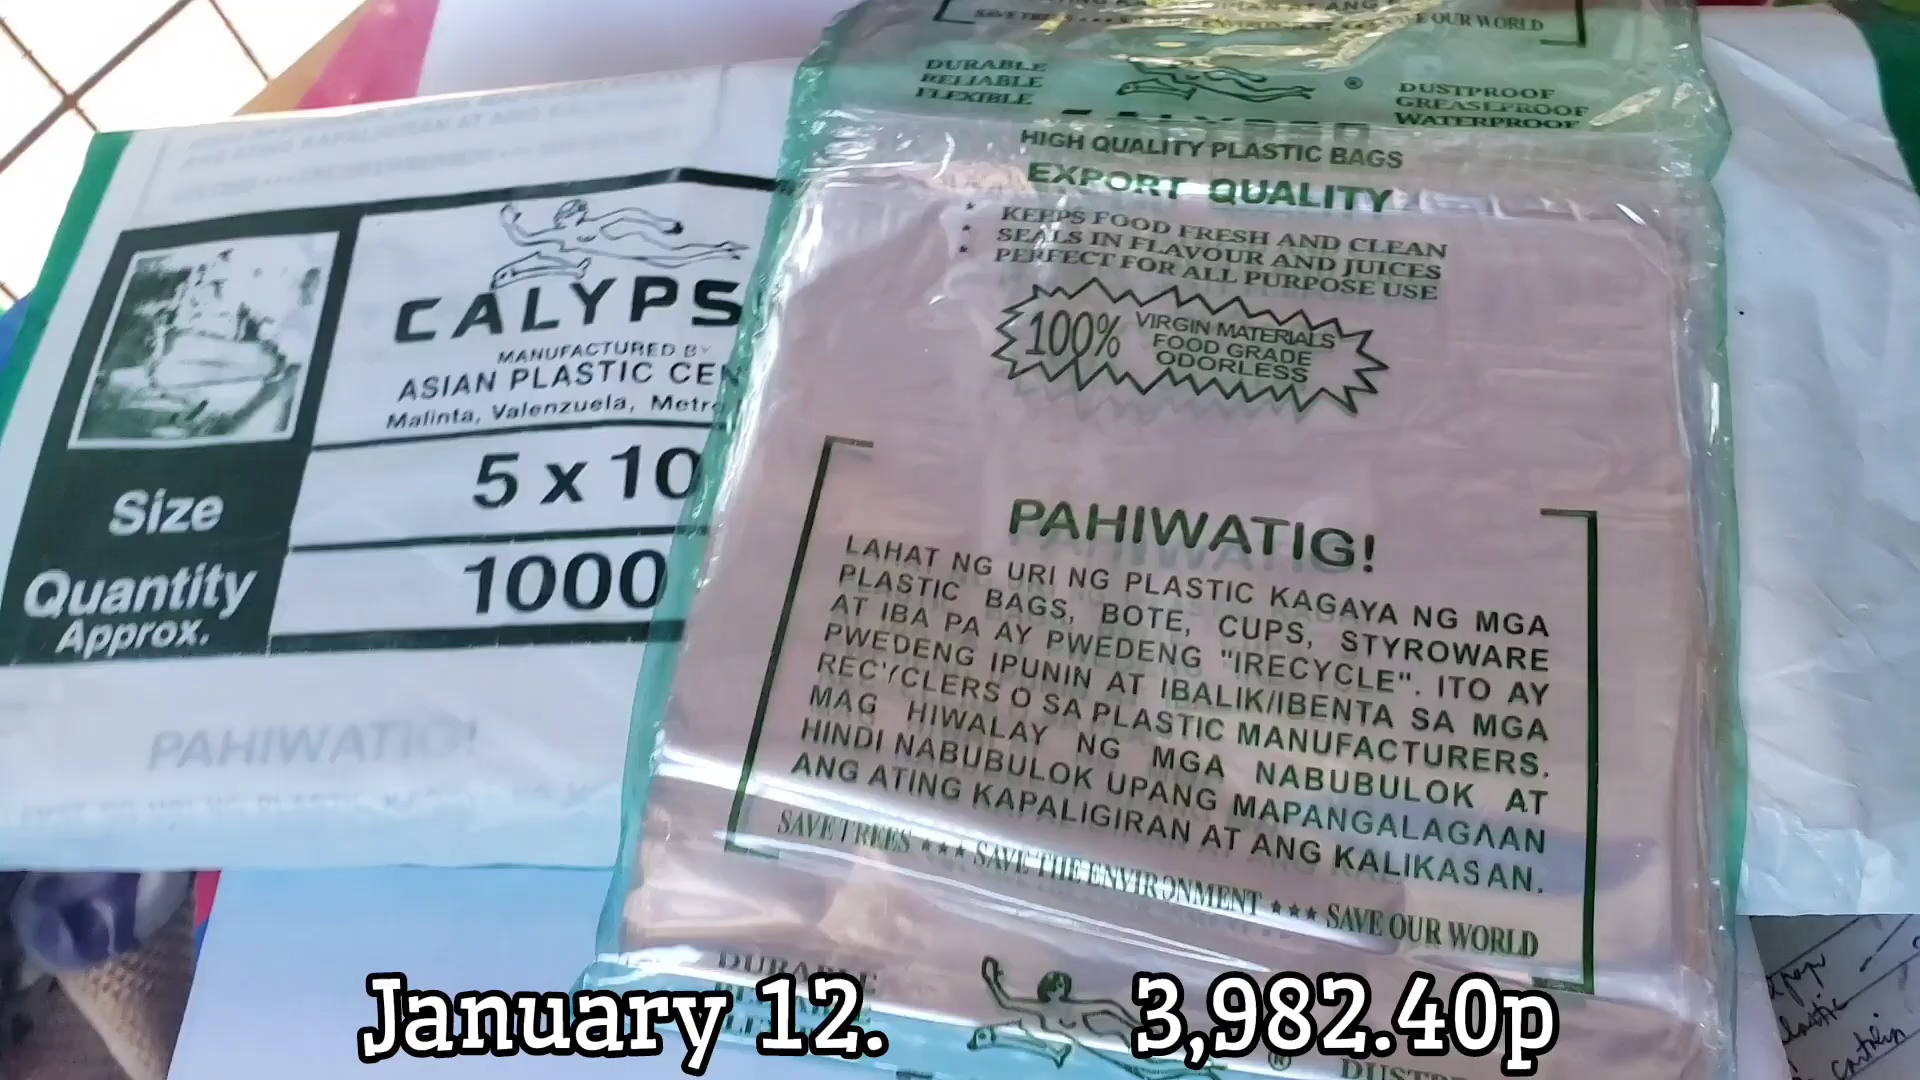 SAVE OUR WORLD
DURABLE
RELIABLE
FLEXIBLE
®
DUSTPROOF
GREASEPROOF
WATERPROOF
HIGH QUALITY PLASTIC BAGS
EXPORT QUALITY
* KEEPS FOOD FRESH AND CLEAN
* SEALS IN FLAVOUR AND JUICES
* PERFECT FOR ALL PURPOSE USE
100% VIRGIN MATERIALS
FOOD GRADE
ODORLESS
PAHIWATIG!
LAHAT NG URI NG PLASTIC KAGAYA NG MGA
PLASTIC BAGS, BOTE, CUPS, STYROWARE
AT IBA PA AY PWEDENG "IRECYCLE". ITO AY
PWEDENG IPUNIN AT IBALIK/IBENTA SA MGA
RECYCLERS O SA PLASTIC MANUFACTURERS.
MAG HIWALAY NG MGA NABUBULOK AT
HINDI NABUBULOK UPANG MAPANGALAGAAN
ANG ATING KAPALIGIRAN AT ANG KALIKASAN.
SAVE TREES *** SAVE THE ENVIRONMENT *** SAVE OUR WORLD
DURABLE
®
CALYPS
MANUFACTURED BY
ASIAN PLASTIC CEN
Malinta, Valenzuela, Metro
Size
5 x 10
Quantity
Approx.
1000
PAHIWATIG!
January 12. 3,982.40p